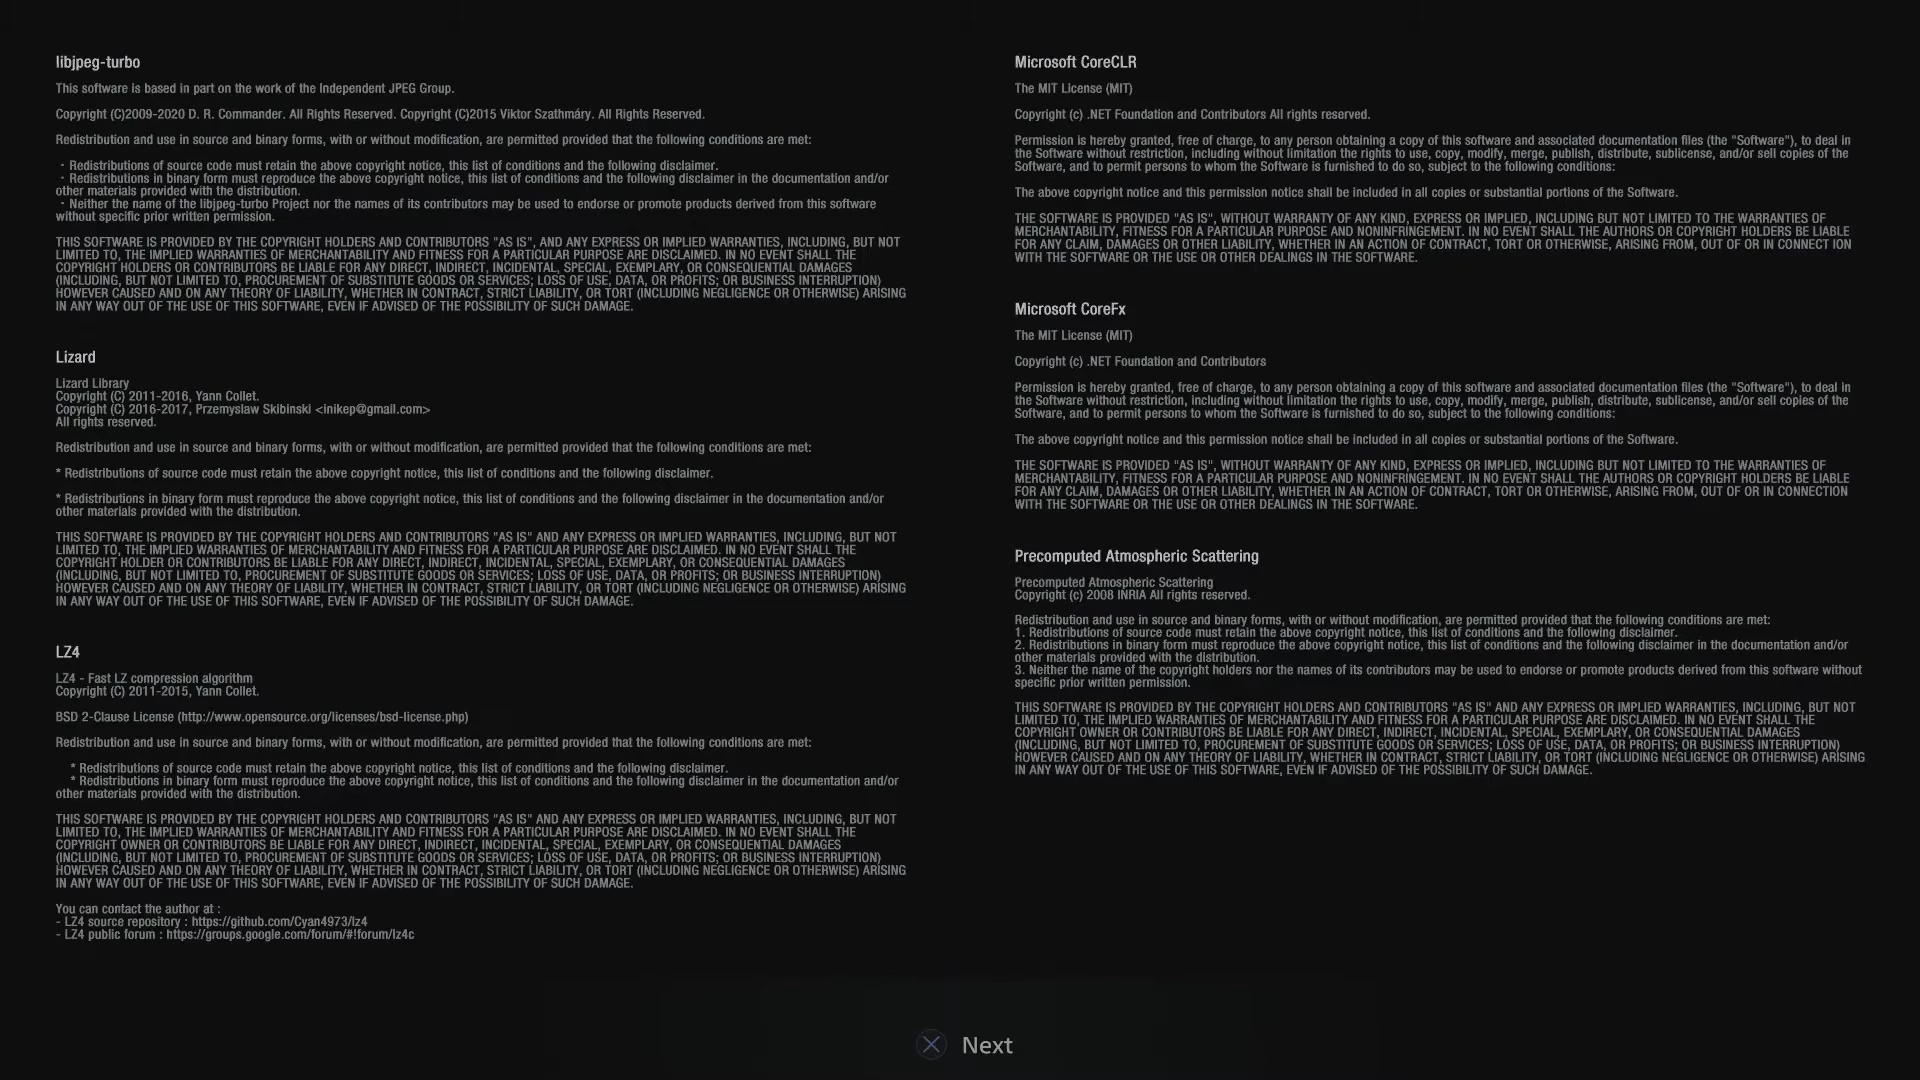 libjpeg-turbo
This software is based in part on the work of the Independent JPEG Group.
Copyright (C)2009-2020 D. R. Commander. All Rights Reserved. Copyright (C)2015 Viktor Szathmáry. All Rights Reserved.
Redistribution and use in source and binary forms, with or without modification, are permitted provided that the following conditions are met:
・Redistributions of source code must retain the above copyright notice, this list of conditions and the following disclaimer.
・Redistributions in binary form must reproduce the above copyright notice, this list of conditions and the following disclaimer in the documentation and/or
other materials provided with the distribution.
・Neither the name of the libjpeg-turbo Project nor the names of its contributors may be used to endorse or promote products derived from this software
without specific prior written permission.
THIS SOFTWARE IS PROVIDED BY THE COPYRIGHT HOLDERS AND CONTRIBUTORS "AS IS", AND ANY EXPRESS OR IMPLIED WARRANTIES, INCLUDING, BUT NOT
LIMITED TO, THE IMPLIED WARRANTIES OF MERCHANTABILITY AND FITNESS FOR A PARTICULAR PURPOSE ARE DISCLAIMED. IN NO EVENT SHALL THE
COPYRIGHT HOLDERS OR CONTRIBUTORS BE LIABLE FOR ANY DIRECT, INDIRECT, INCIDENTAL, SPECIAL, EXEMPLARY, OR CONSEQUENTIAL DAMAGES
(INCLUDING, BUT NOT LIMITED TO, PROCUREMENT OF SUBSTITUTE GOODS OR SERVICES; LOSS OF USE, DATA, OR PROFITS; OR BUSINESS INTERRUPTION)
HOWEVER CAUSED AND ON ANY THEORY OF LIABILITY, WHETHER IN CONTRACT, STRICT LIABILITY, OR TORT (INCLUDING NEGLIGENCE OR OTHERWISE) ARISING
IN ANY WAY OUT OF THE USE OF THIS SOFTWARE, EVEN IF ADVISED OF THE POSSIBILITY OF SUCH DAMAGE.
Lizard
Lizard Library
Copyright (C) 2011-2016, Yann Collet.
Copyright (C) 2016-2017, Przemyslaw Skibinski <inikep@gmail.com>
All rights reserved.
Redistribution and use in source and binary forms, with or without modification, are permitted provided that the following conditions are met:
* Redistributions of source code must retain the above copyright notice, this list of conditions and the following disclaimer.
* Redistributions in binary form must reproduce the above copyright notice, this list of conditions and the following disclaimer in the documentation and/or
other materials provided with the distribution.
THIS SOFTWARE IS PROVIDED BY THE COPYRIGHT HOLDERS AND CONTRIBUTORS "AS IS" AND ANY EXPRESS OR IMPLIED WARRANTIES, INCLUDING, BUT NOT
LIMITED TO, THE IMPLIED WARRANTIES OF MERCHANTABILITY AND FITNESS FOR A PARTICULAR PURPOSE ARE DISCLAIMED. IN NO EVENT SHALL THE
COPYRIGHT HOLDER OR CONTRIBUTORS BE LIABLE FOR ANY DIRECT, INDIRECT, INCIDENTAL, SPECIAL, EXEMPLARY, OR CONSEQUENTIAL DAMAGES
(INCLUDING, BUT NOT LIMITED TO, PROCUREMENT OF SUBSTITUTE GOODS OR SERVICES; LOSS OF USE, DATA, OR PROFITS; OR BUSINESS INTERRUPTION)
HOWEVER CAUSED AND ON ANY THEORY OF LIABILITY, WHETHER IN CONTRACT, STRICT LIABILITY, OR TORT (INCLUDING NEGLIGENCE OR OTHERWISE) ARISING
IN ANY WAY OUT OF THE USE OF THIS SOFTWARE, EVEN IF ADVISED OF THE POSSIBILITY OF SUCH DAMAGE.
LZ4
LZ4 - Fast LZ compression algorithm
Copyright (C) 2011-2015, Yann Collet.
BSD 2-Clause License (http://www.opensource.org/licenses/bsd-license.php)
Redistribution and use in source and binary forms, with or without modification, are permitted provided that the following conditions are met:
* Redistributions of source code must retain the above copyright notice, this list of conditions and the following disclaimer.
* Redistributions in binary form must reproduce the above copyright notice, this list of conditions and the following disclaimer in the documentation and/or
other materials provided with the distribution.
THIS SOFTWARE IS PROVIDED BY THE COPYRIGHT HOLDERS AND CONTRIBUTORS "AS IS" AND ANY EXPRESS OR IMPLIED WARRANTIES, INCLUDING, BUT NOT
LIMITED TO, THE IMPLIED WARRANTIES OF MERCHANTABILITY AND FITNESS FOR A PARTICULAR PURPOSE ARE DISCLAIMED. IN NO EVENT SHALL THE
COPYRIGHT OWNER OR CONTRIBUTORS BE LIABLE FOR ANY DIRECT, INDIRECT, INCIDENTAL, SPECIAL, EXEMPLARY, OR CONSEQUENTIAL DAMAGES
(INCLUDING, BUT NOT LIMITED TO, PROCUREMENT OF SUBSTITUTE GOODS OR SERVICES; LOSS OF USE, DATA, OR PROFITS; OR BUSINESS INTERRUPTION)
HOWEVER CAUSED AND ON ANY THEORY OF LIABILITY, WHETHER IN CONTRACT, STRICT LIABILITY, OR TORT (INCLUDING NEGLIGENCE OR OTHERWISE) ARISING
IN ANY WAY OUT OF THE USE OF THIS SOFTWARE, EVEN IF ADVISED OF THE POSSIBILITY OF SUCH DAMAGE.
You can contact the author at :
- LZ4 source repository : https://github.com/Cyan4973/lz4
- LZ4 public forum : https://groups.google.com/forum/#!forum/lz4c
Microsoft CoreCLR
The MIT License (MIT)
Copyright (c) .NET Foundation and Contributors All rights reserved.
Permission is hereby granted, free of charge, to any person obtaining a copy of this software and associated documentation files (the "Software"), to deal in
the Software without restriction, including without limitation the rights to use, copy, modify, merge, publish, distribute, sublicense, and/or sell copies of the
Software, and to permit persons to whom the Software is furnished to do so, subject to the following conditions:
The above copyright notice and this permission notice shall be included in all copies or substantial portions of the Software.
THE SOFTWARE IS PROVIDED "AS IS", WITHOUT WARRANTY OF ANY KIND, EXPRESS OR IMPLIED, INCLUDING BUT NOT LIMITED TO THE WARRANTIES OF
MERCHANTABILITY, FITNESS FOR A PARTICULAR PURPOSE AND NONINFRINGEMENT. IN NO EVENT SHALL THE AUTHORS OR COPYRIGHT HOLDERS BE LIABLE
FOR ANY CLAIM, DAMAGES OR OTHER LIABILITY, WHETHER IN AN ACTION OF CONTRACT, TORT OR OTHERWISE, ARISING FROM, OUT OF OR IN CONNECT ION
WITH THE SOFTWARE OR THE USE OR OTHER DEALINGS IN THE SOFTWARE.
Microsoft CoreFx
The MIT License (MIT)
Copyright (c) .NET Foundation and Contributors
Permission is hereby granted, free of charge, to any person obtaining a copy of this software and associated documentation files (the "Software"), to deal in
the Software without restriction, including without limitation the rights to use, copy, modify, merge, publish, distribute, sublicense, and/or sell copies of the
Software, and to permit persons to whom the Software is furnished to do so, subject to the following conditions:
The above copyright notice and this permission notice shall be included in all copies or substantial portions of the Software.
THE SOFTWARE IS PROVIDED "AS IS", WITHOUT WARRANTY OF ANY KIND, EXPRESS OR IMPLIED, INCLUDING BUT NOT LIMITED TO THE WARRANTIES OF
MERCHANTABILITY, FITNESS FOR A PARTICULAR PURPOSE AND NONINFRINGEMENT. IN NO EVENT SHALL THE AUTHORS OR COPYRIGHT HOLDERS BE LIABLE
FOR ANY CLAIM, DAMAGES OR OTHER LIABILITY, WHETHER IN AN ACTION OF CONTRACT, TORT OR OTHERWISE, ARISING FROM, OUT OF OR IN CONNECTION
WITH THE SOFTWARE OR THE USE OR OTHER DEALINGS IN THE SOFTWARE.
Precomputed Atmospheric Scattering
Precomputed Atmospheric Scattering
Copyright (c) 2008 INRIA All rights reserved.
Redistribution and use in source and binary forms, with or without modification, are permitted provided that the following conditions are met:
1. Redistributions of source code must retain the above copyright notice, this list of conditions and the following disclaimer.
2. Redistributions in binary form must reproduce the above copyright notice, this list of conditions and the following disclaimer in the documentation and/or
other materials provided with the distribution.
3. Neither the name of the copyright holders nor the names of its contributors may be used to endorse or promote products derived from this software without
specific prior written permission.
THIS SOFTWARE IS PROVIDED BY THE COPYRIGHT HOLDERS AND CONTRIBUTORS "AS IS" AND ANY EXPRESS OR IMPLIED WARRANTIES, INCLUDING, BUT NOT
LIMITED TO, THE IMPLIED WARRANTIES OF MERCHANTABILITY AND FITNESS FOR A PARTICULAR PURPOSE ARE DISCLAIMED. IN NO EVENT SHALL THE
COPYRIGHT OWNER OR CONTRIBUTORS BE LIABLE FOR ANY DIRECT, INDIRECT, INCIDENTAL, SPECIAL, EXEMPLARY, OR CONSEQUENTIAL DAMAGES
(INCLUDING, BUT NOT LIMITED TO, PROCUREMENT OF SUBSTITUTE GOODS OR SERVICES; LOSS OF USE, DATA, OR PROFITS; OR BUSINESS INTERRUPTION)
HOWEVER CAUSED AND ON ANY THEORY OF LIABILITY, WHETHER IN CONTRACT, STRICT LIABILITY, OR TORT (INCLUDING NEGLIGENCE OR OTHERWISE) ARISING
IN ANY WAY OUT OF THE USE OF THIS SOFTWARE, EVEN IF ADVISED OF THE POSSIBILITY OF SUCH DAMAGE.
Next